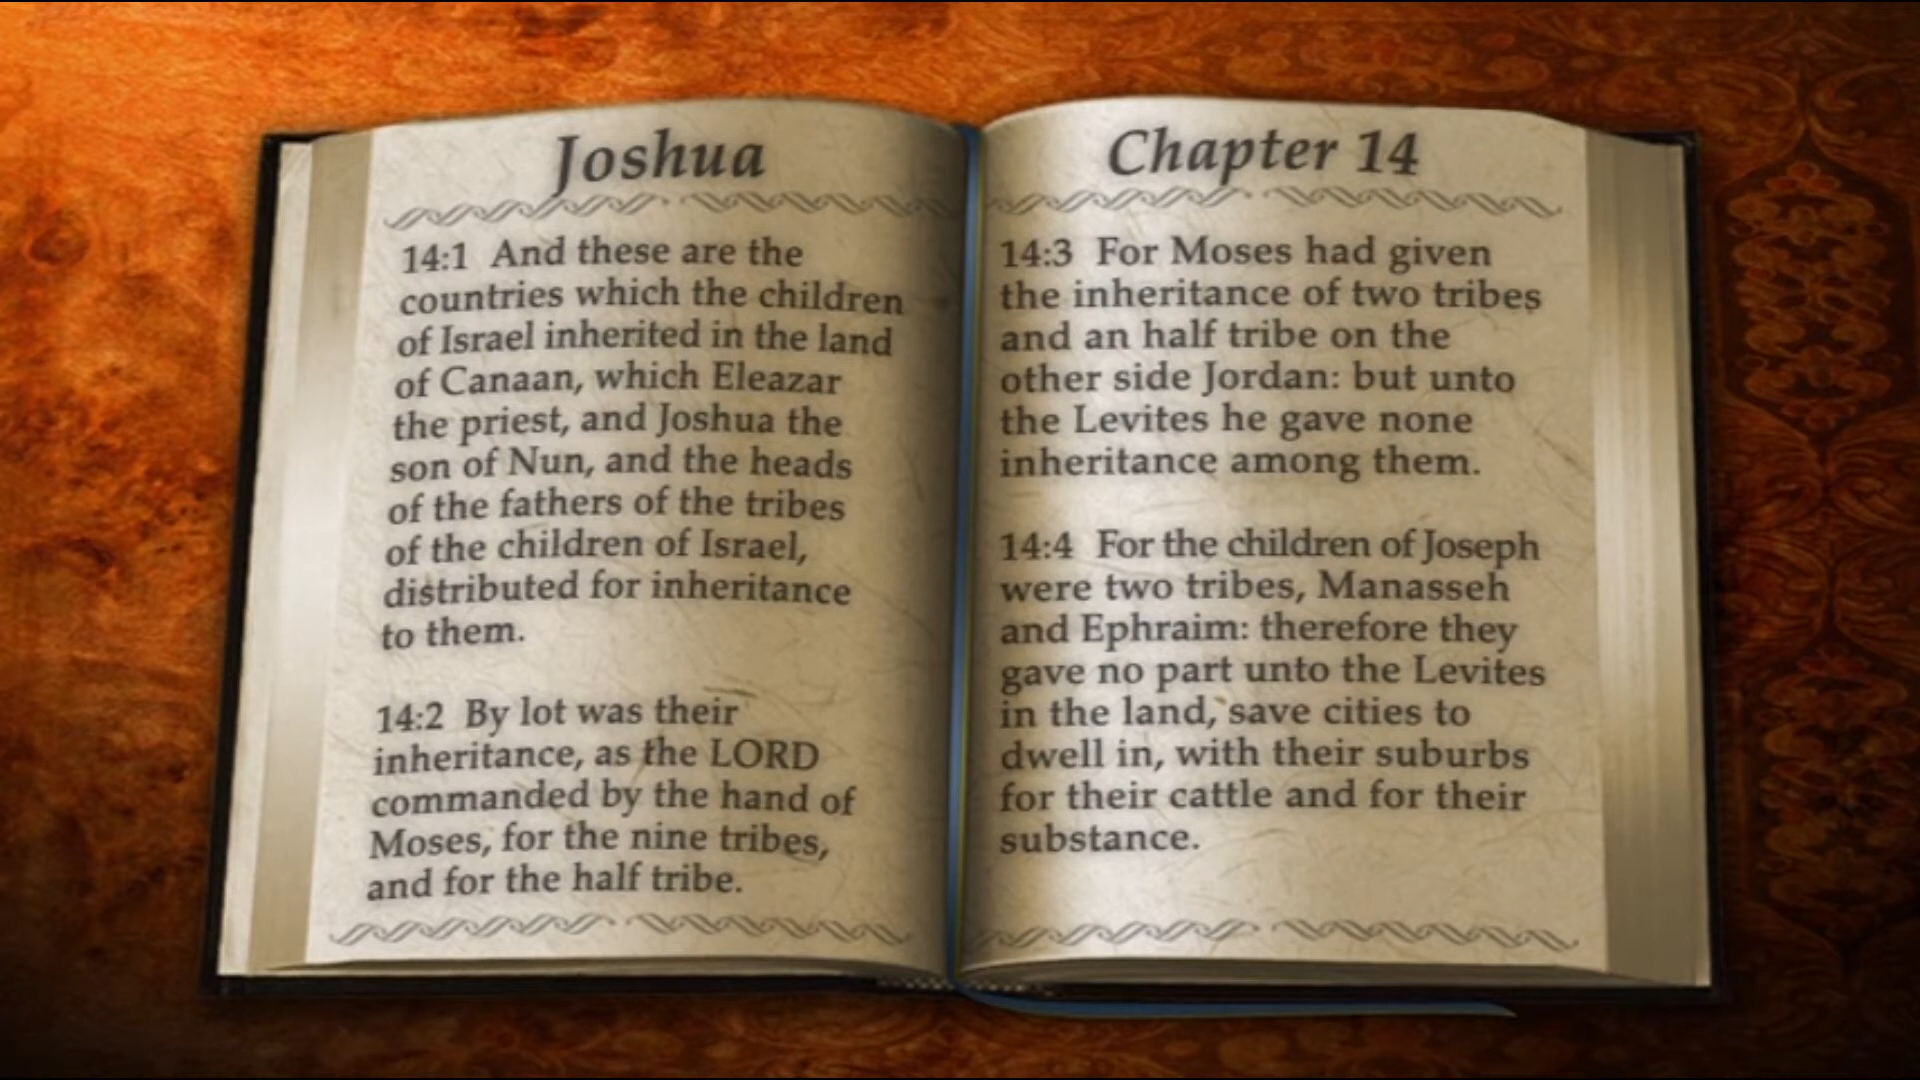 Joshua
14:1 And these are the
countries which the children
of Israel inherited in the land
of Canaan, which Eleazar
the priest, and Joshua the
son of Nun, and the heads
of the fathers of the tribes
of the children of Israel,
distributed for inheritance
to them.
14:2 By lot was their
inheritance, as the LORD
commanded by the hand of
Moses, for the nine tribes,
and for the half tribe.
Chapter 14
14:3 For Moses had given
the inheritance of two tribes
and an half tribe on the
other side Jordan: but unto
the Levites he gave none
inheritance among them.
14:4 For the children of Joseph
were two tribes, Manasseh
and Ephraim: therefore they
gave no part unto the Levites
in the land, save cities to
dwell in, with their suburbs
for their cattle and for their
substance.